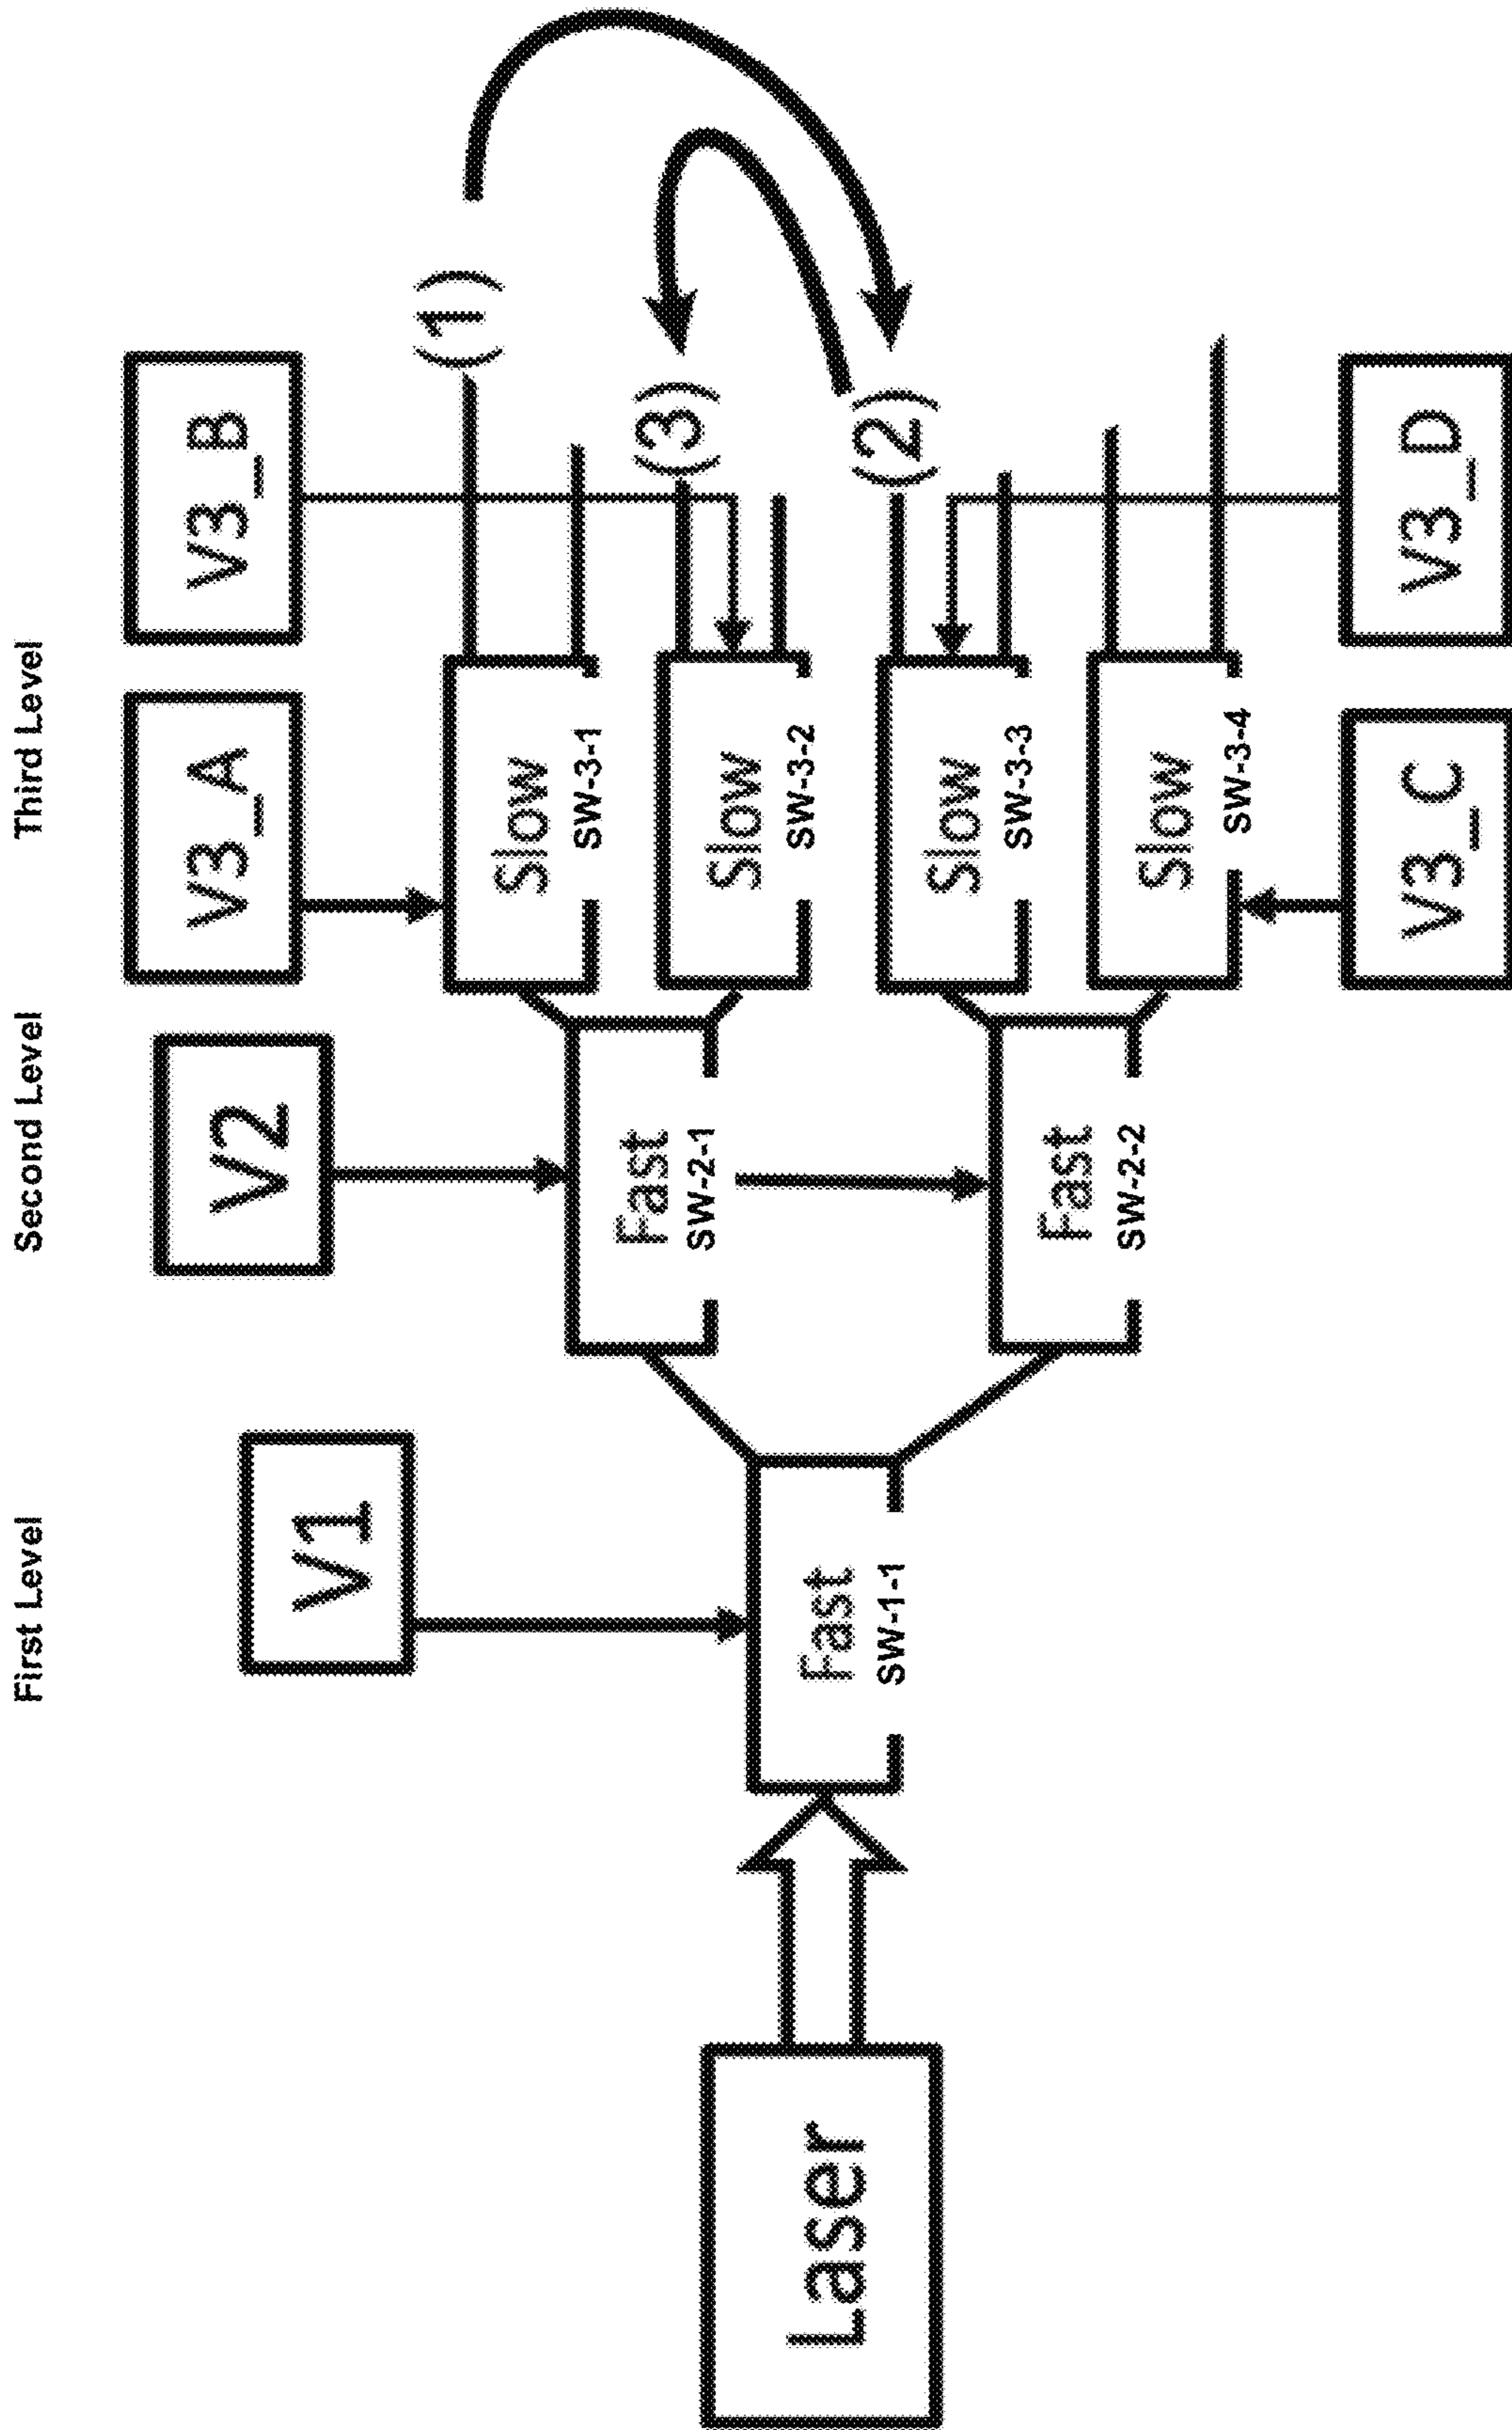 First Level
Second Level
Third Level
V1
V2
V3_A
V3_B
(1)
Slow
SW-3-1
Fast
SW-2-1
(3)
Slow
SW-3-2
Laser
Fast
SW-1-1
(2)
Slow
SW-3-3
Fast
SW-2-2
Slow
SW-3-4
V3_C
V3_D